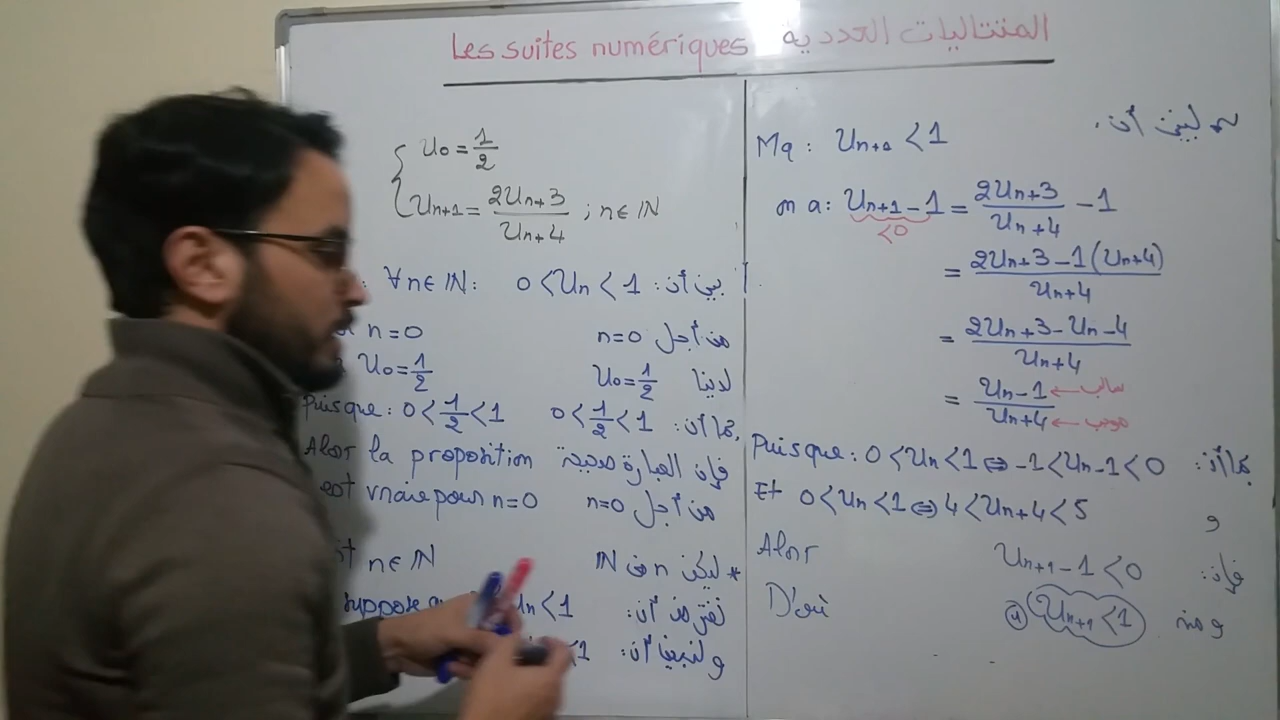 Les suites numériques المتتاليات العددية
U₀ = 1/2
Uₙ₊₁ = (2Uₙ+3)/(Uₙ+4) ; n∈ℕ
: ∀n∈ℕ: 0<Uₙ<1 بين أن:
n=0 من أجل n=0
U₀=1/2 لدينا U₀=1/2
Puisque: 0<1/2<1 بما أن: 0<1/2<1
Alors la proposition فإن العبارة صحيحة
est vraie pour n=0 من أجل n=0
n∈ℕ * ليكن n من ℕ
suppose Uₙ<1 نفترض أن:
<1 ولنبين أن:
Mq: Uₙ₊₁<1 لنبين أن.
on a: Uₙ₊₁-1 = (2Uₙ+3)/(Uₙ+4) -1
<0
= (2Uₙ+3-1(Uₙ+4))/(Uₙ+4)
= (2Uₙ+3-Uₙ-4)/(Uₙ+4)
= (Uₙ-1)/(Uₙ+4) ← سالب ← موجب
Puisque: 0<Uₙ<1 ⇔ -1<Uₙ-1<0 بما أن:
Et 0<Uₙ<1 ⇔ 4<Uₙ+4<5 و
Alors Uₙ₊₁-1<0 فإن:
D'où Uₙ₊₁<1 ومنه